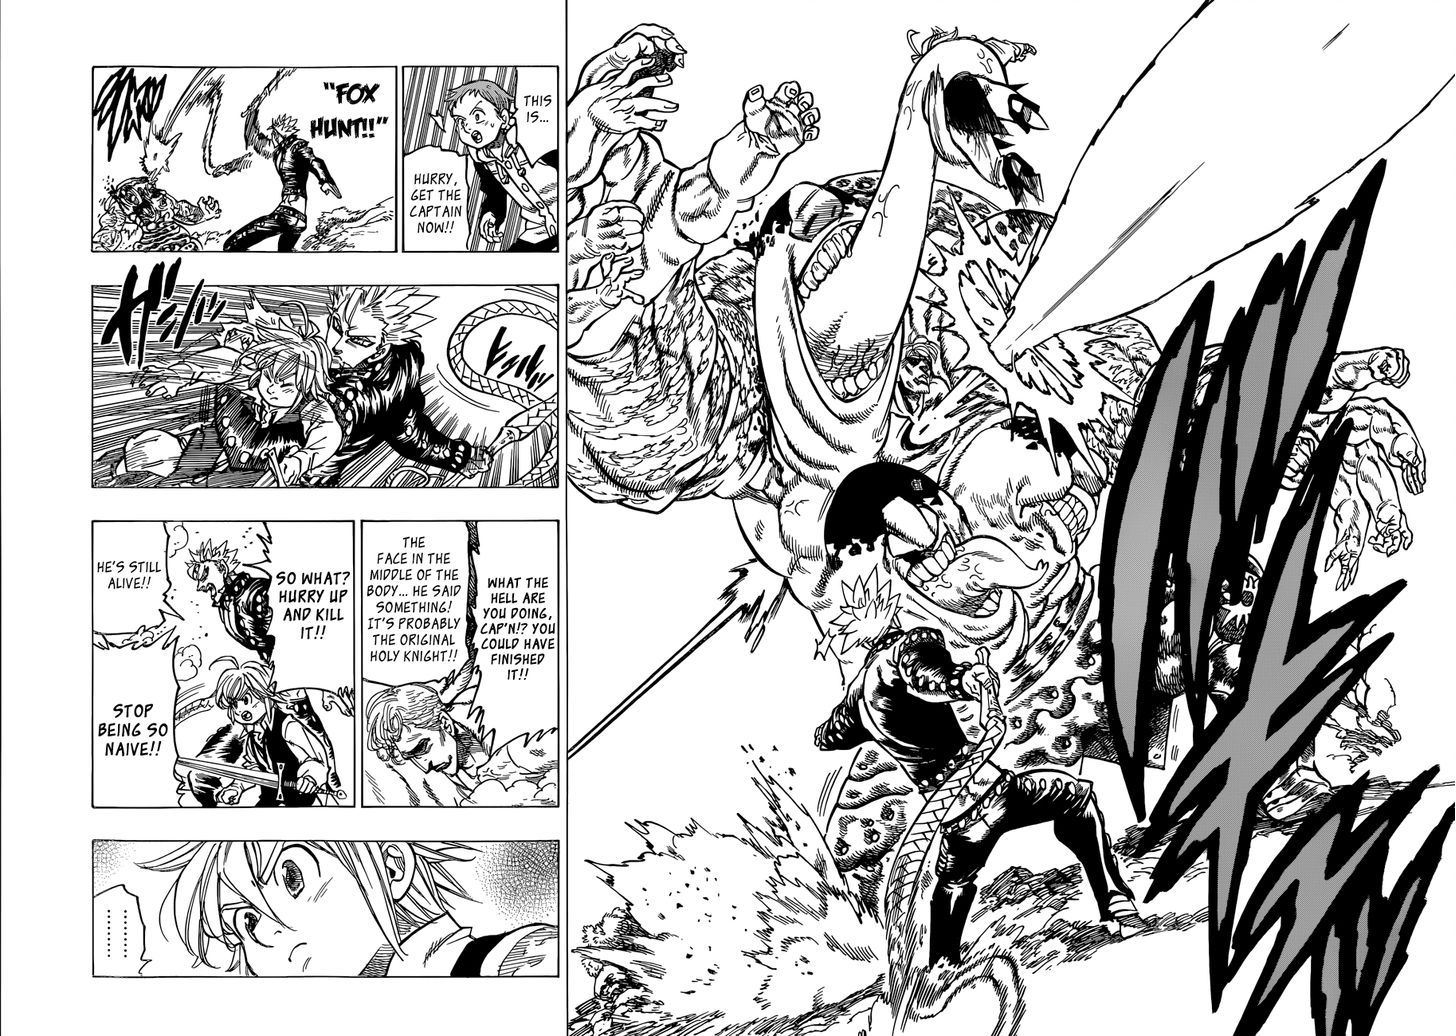 THIS
IS...
HURRY,
GET THE
CAPTAIN
NOW!!
"FOX
HUNT!!"
WHAT THE
HELL ARE
YOU DOING,
CAP'N!? YOU
COULD HAVE
FINISHED
IT!!
THE
FACE IN THE
MIDDLE OF THE
BODY... HE SAID
SOMETHING!
IT'S PROBABLY
THE ORIGINAL
HOLY KNIGHT!!
SO WHAT?
HURRY UP
AND KILL
IT!!
HE'S STILL
ALIVE!!
STOP
BEING SO
NAIVE!!